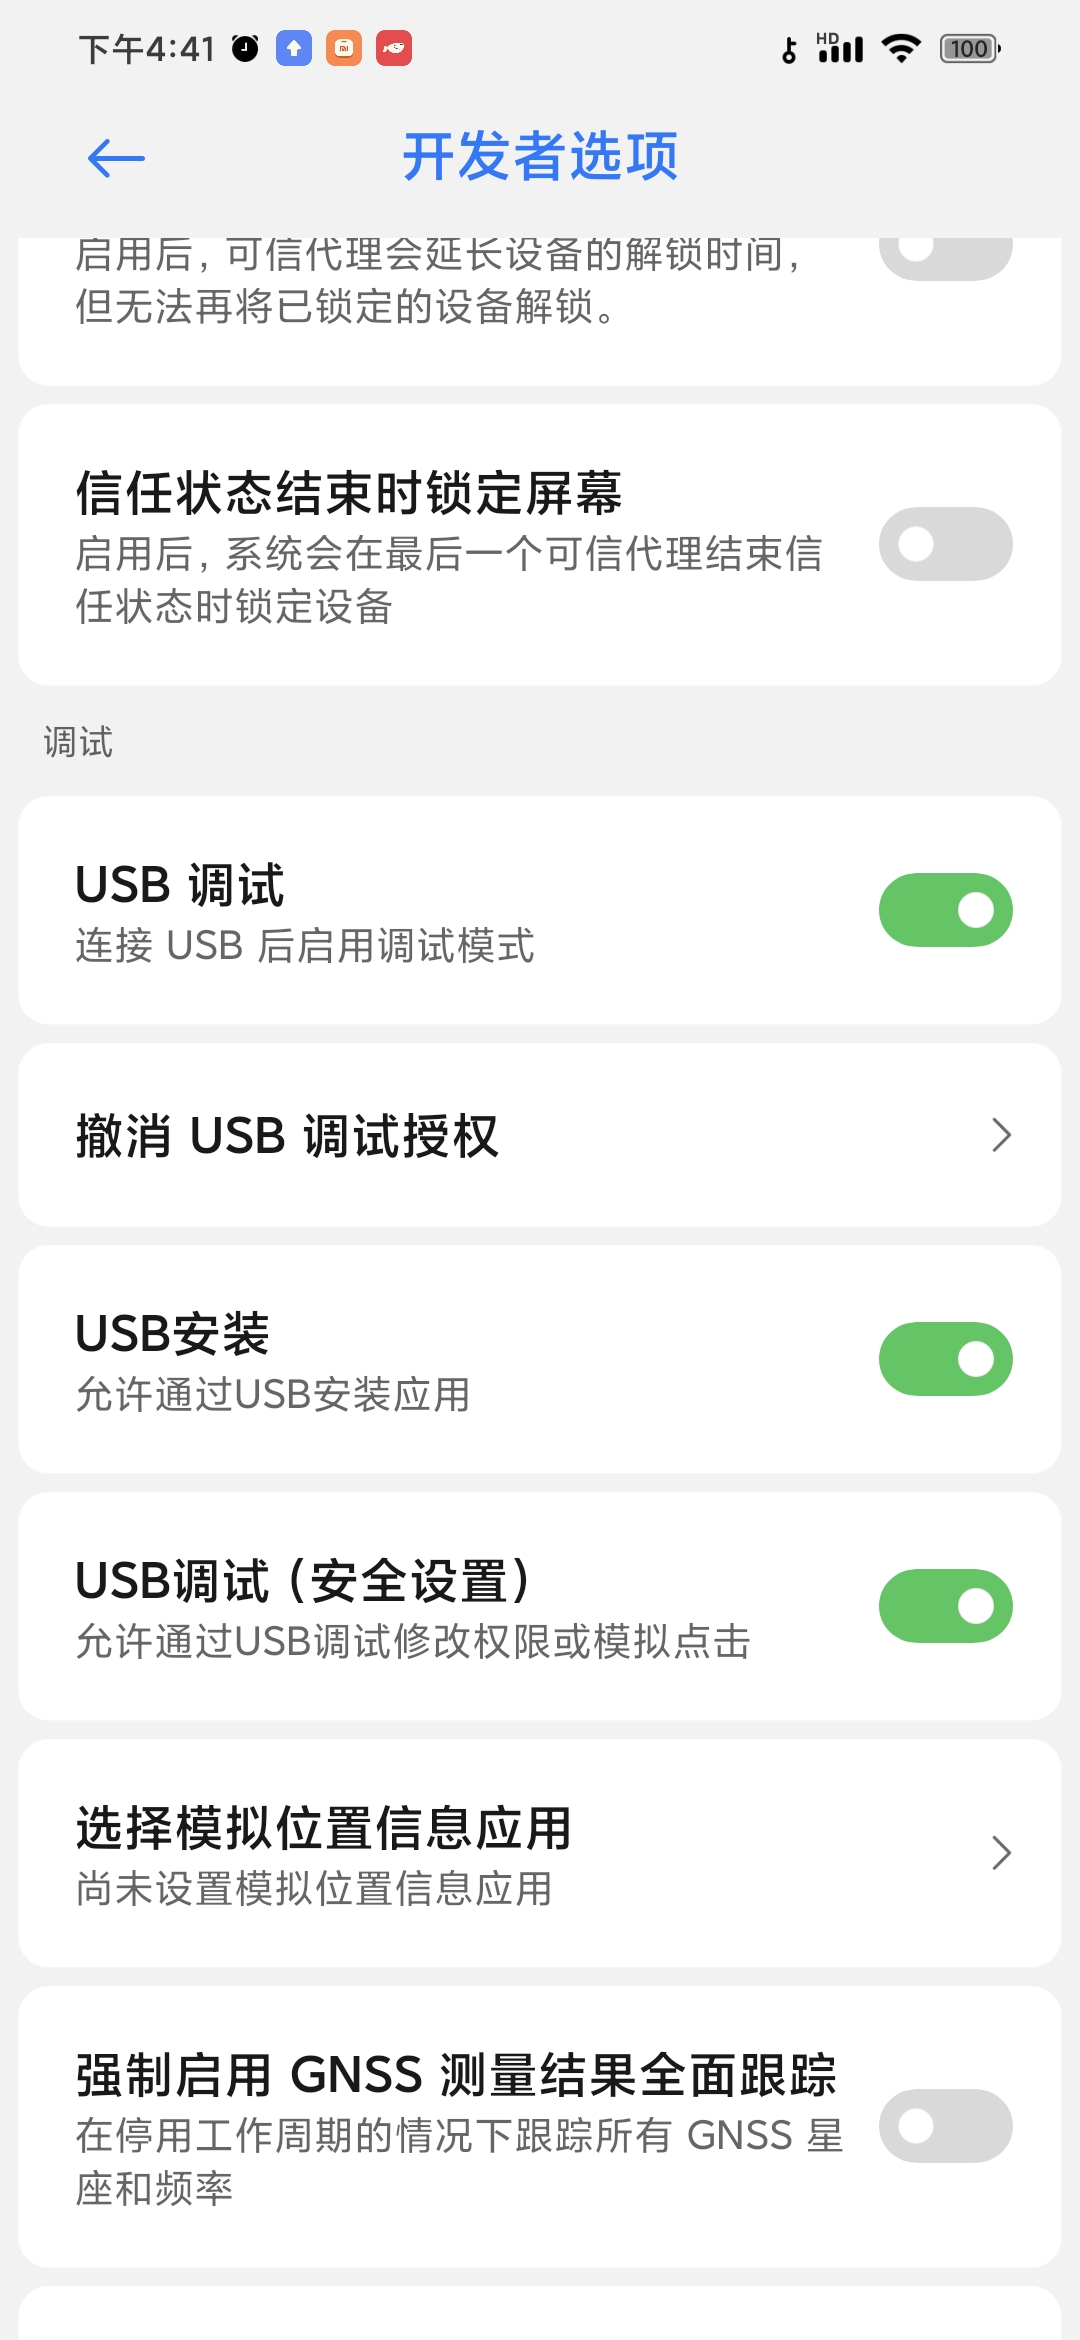 下午4:41
HD
100
开发者选项
启用后，可信代理会延长设备的解锁时间，
但无法再将已锁定的设备解锁。
信任状态结束时锁定屏幕
启用后，系统会在最后一个可信代理结束信
任状态时锁定设备
调试
USB 调试
连接 USB 后启用调试模式
撤消 USB 调试授权
USB安装
允许通过USB安装应用
USB调试（安全设置）
允许通过USB调试修改权限或模拟点击
选择模拟位置信息应用
尚未设置模拟位置信息应用
强制启用 GNSS 测量结果全面跟踪
在停用工作周期的情况下跟踪所有 GNSS 星
座和频率